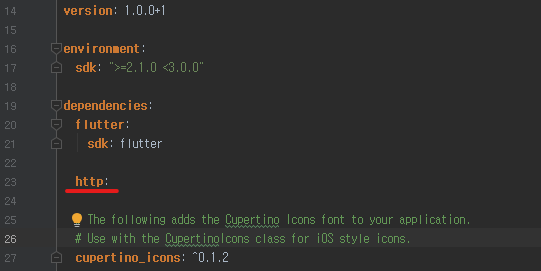 14 version: 1.0.0+1
15
16 environment:
17 sdk: ">=2.1.0 <3.0.0"
18
19 dependencies:
20 flutter:
21 sdk: flutter
22
23 http:
24
25 The following adds the Cupertino Icons font to your application.
26 # Use with the CupertinoIcons class for iOS style icons.
27 cupertino_icons: ^0.1.2